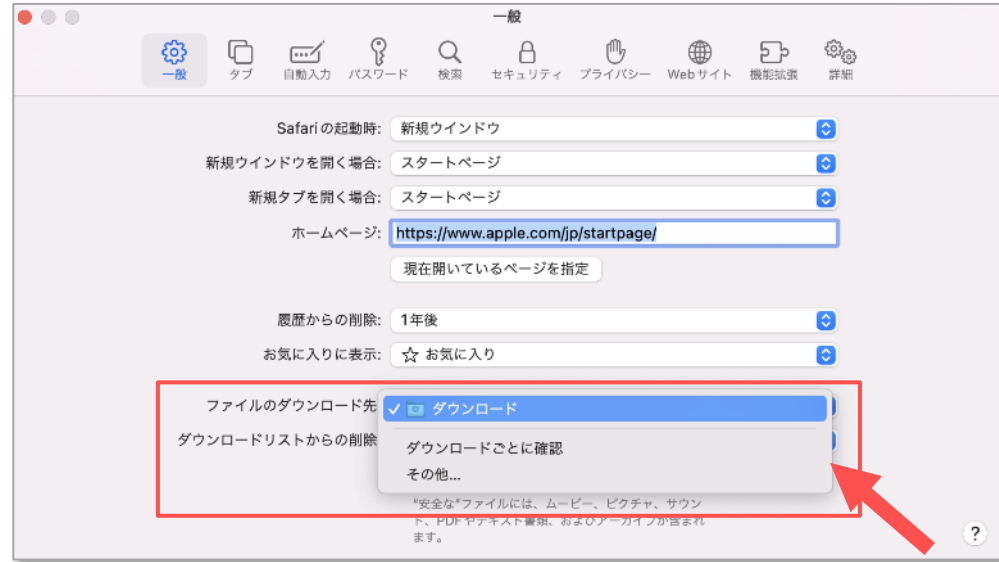 一般
一般 タブ 自動入力 パスワード 検索 セキュリティ プライバシー Webサイト 機能拡張 詳細
Safariの起動時: 新規ウインドウ
新規ウインドウを開く場合: スタートページ
新規タブを開く場合: スタートページ
ホームページ: https://www.apple.com/jp/startpage/
現在開いているページを指定
履歴からの削除: 1年後
お気に入りに表示: ☆ お気に入り
ファイルのダウンロード先 ✓ ダウンロード
ダウンロードリストからの削除 ダウンロードごとに確認
その他...
"安全な"ファイルには、ムービー、ピクチャ、サウン
ド、PDFやテキスト書類、およびアーカイブが含まれ
ます。
?